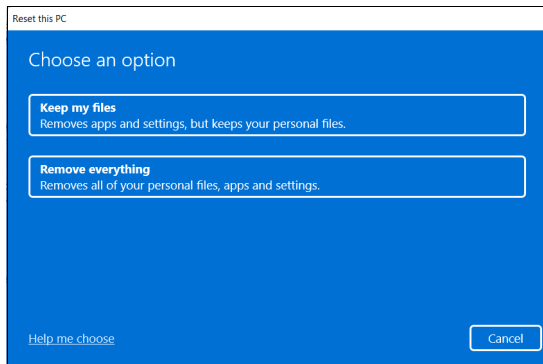 Reset this PC
Choose an option
Keep my files
Removes apps and settings, but keeps your personal files.
Remove everything
Removes all of your personal files, apps and settings.
Help me choose
Cancel